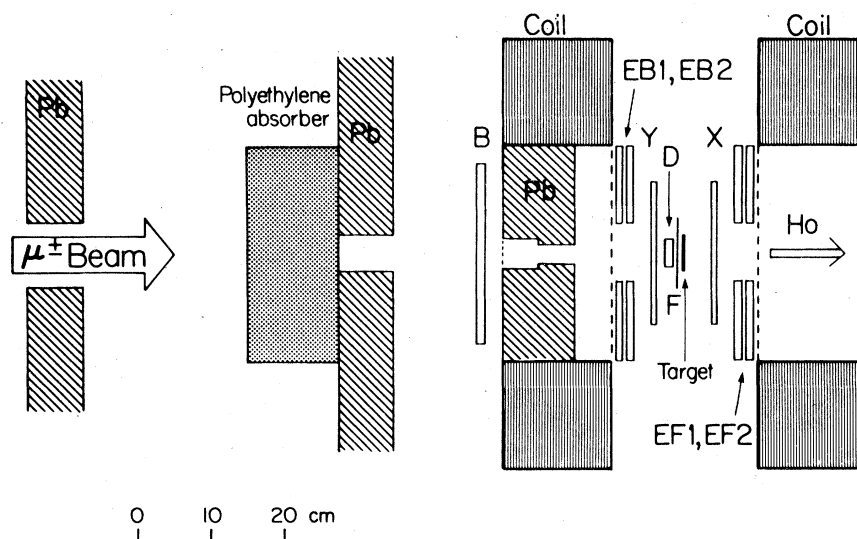 Coil
Coil
EB1, EB2
Pb
Polyethylene
absorber
Pb
B
Y
D
X
Pb
μ± Beam
Ho
F
Target
EF1, EF2
0 10 20 cm